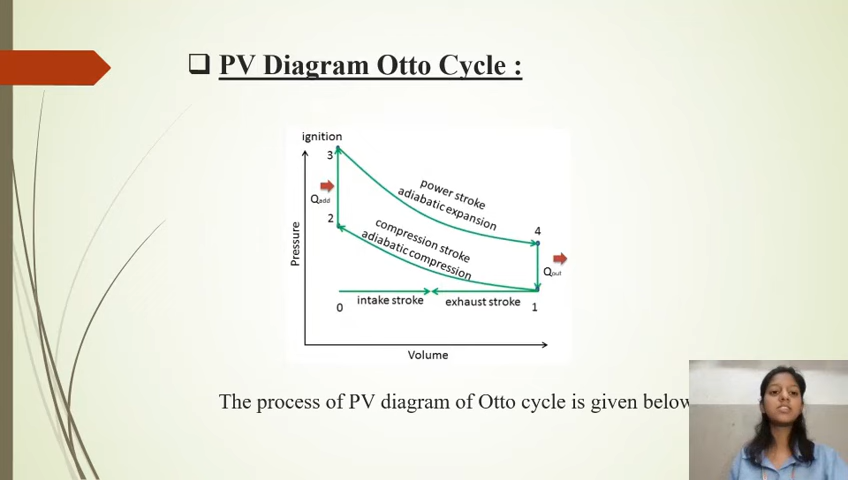 PV Diagram Otto Cycle :
ignition
3
Qadd
2
power stroke
adiabatic expansion
compression stroke
adiabatic compression
4
Qout
Pressure
intake stroke
exhaust stroke
0
1
Volume
The process of PV diagram of Otto cycle is given below